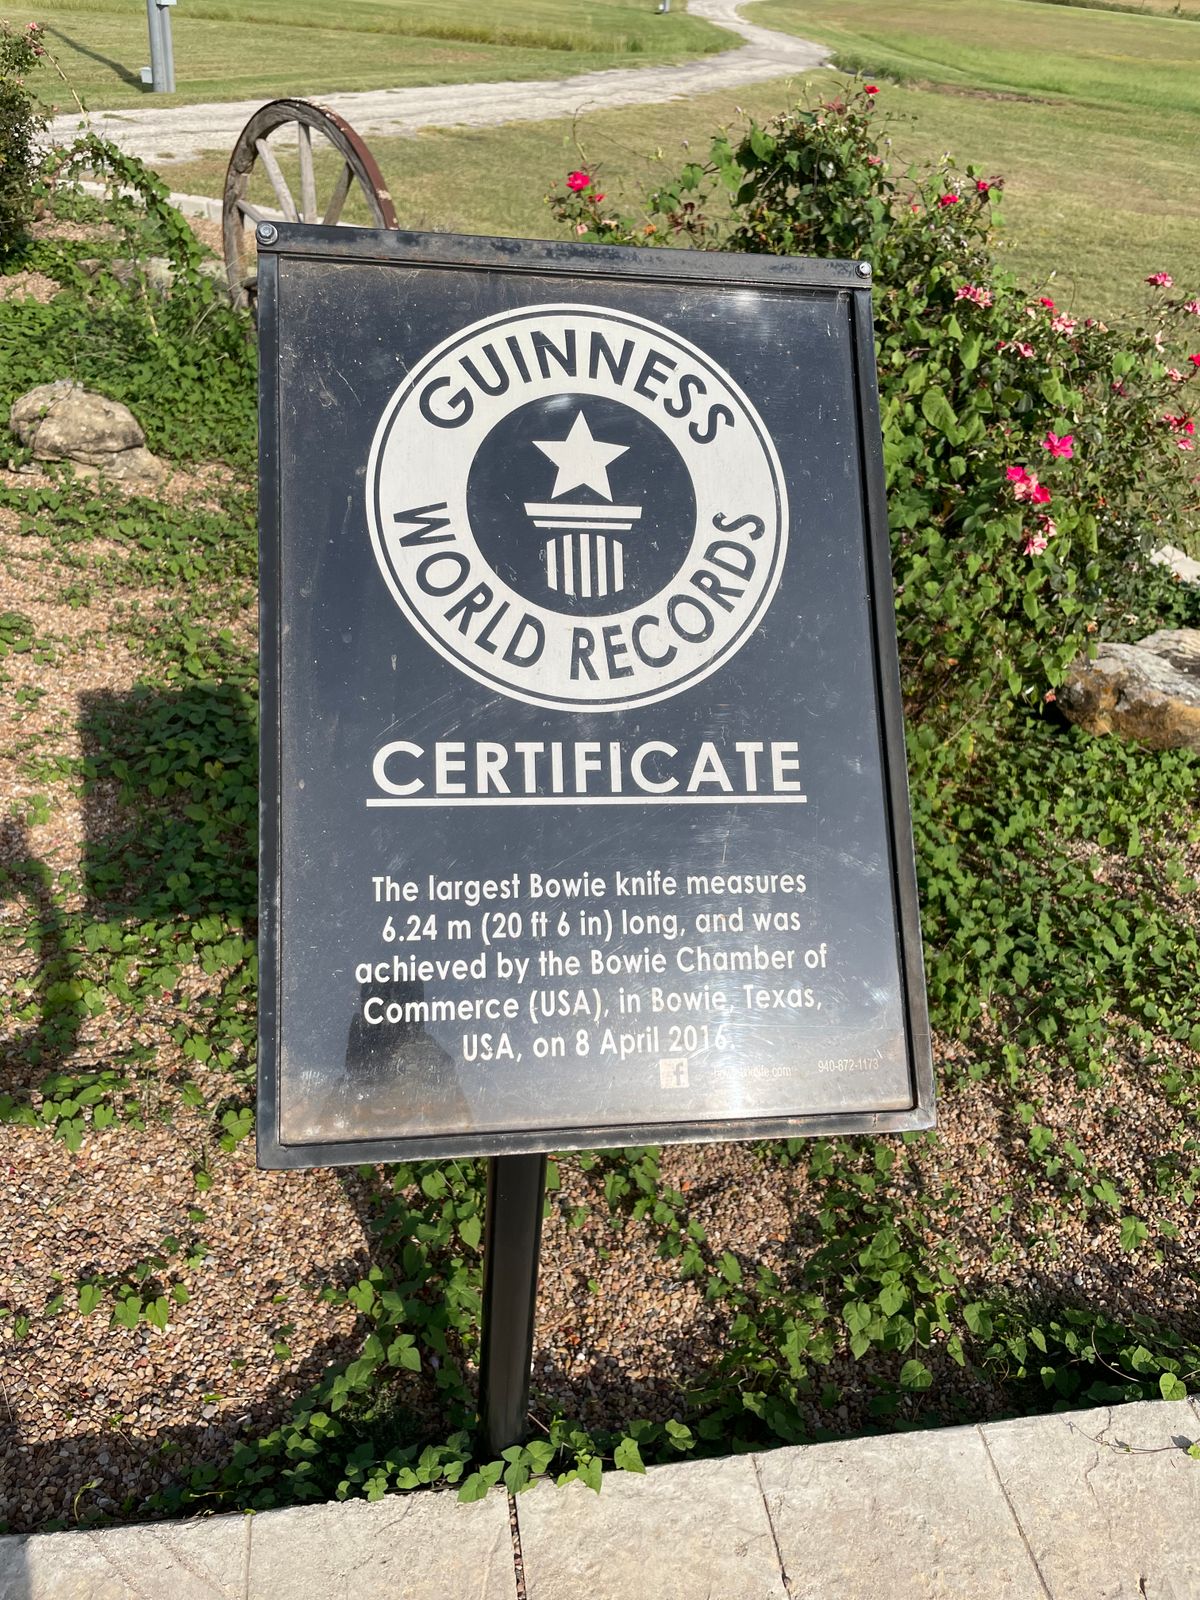 GUINNESS
WORLD RECORDS
CERTIFICATE
The largest Bowie knife measures
6.24 m (20 ft 6 in) long, and was
achieved by the Bowie Chamber of
Commerce (USA), in Bowie, Texas,
USA, on 8 April 2016.
f
940-872-1173